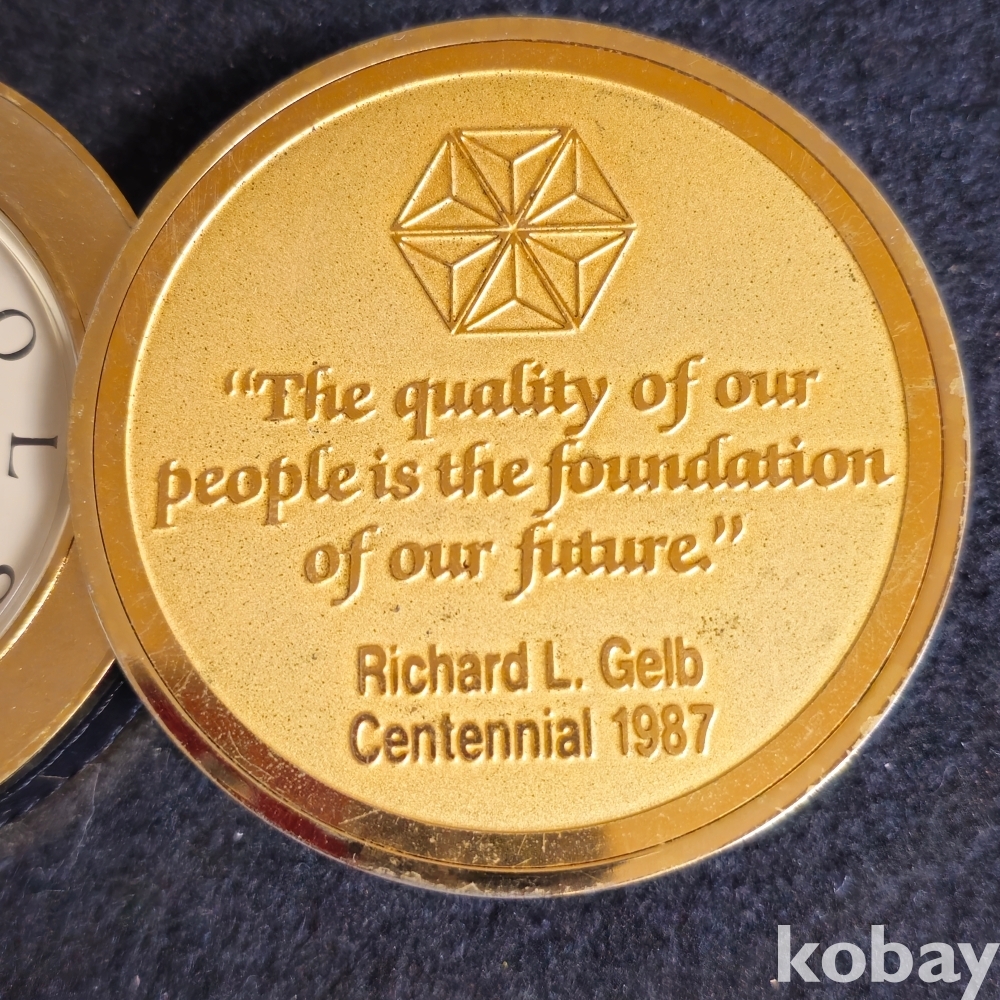 “The quality of our
people is the foundation
of our future.”
Richard L. Gelb
Centennial 1987
O L
kobay